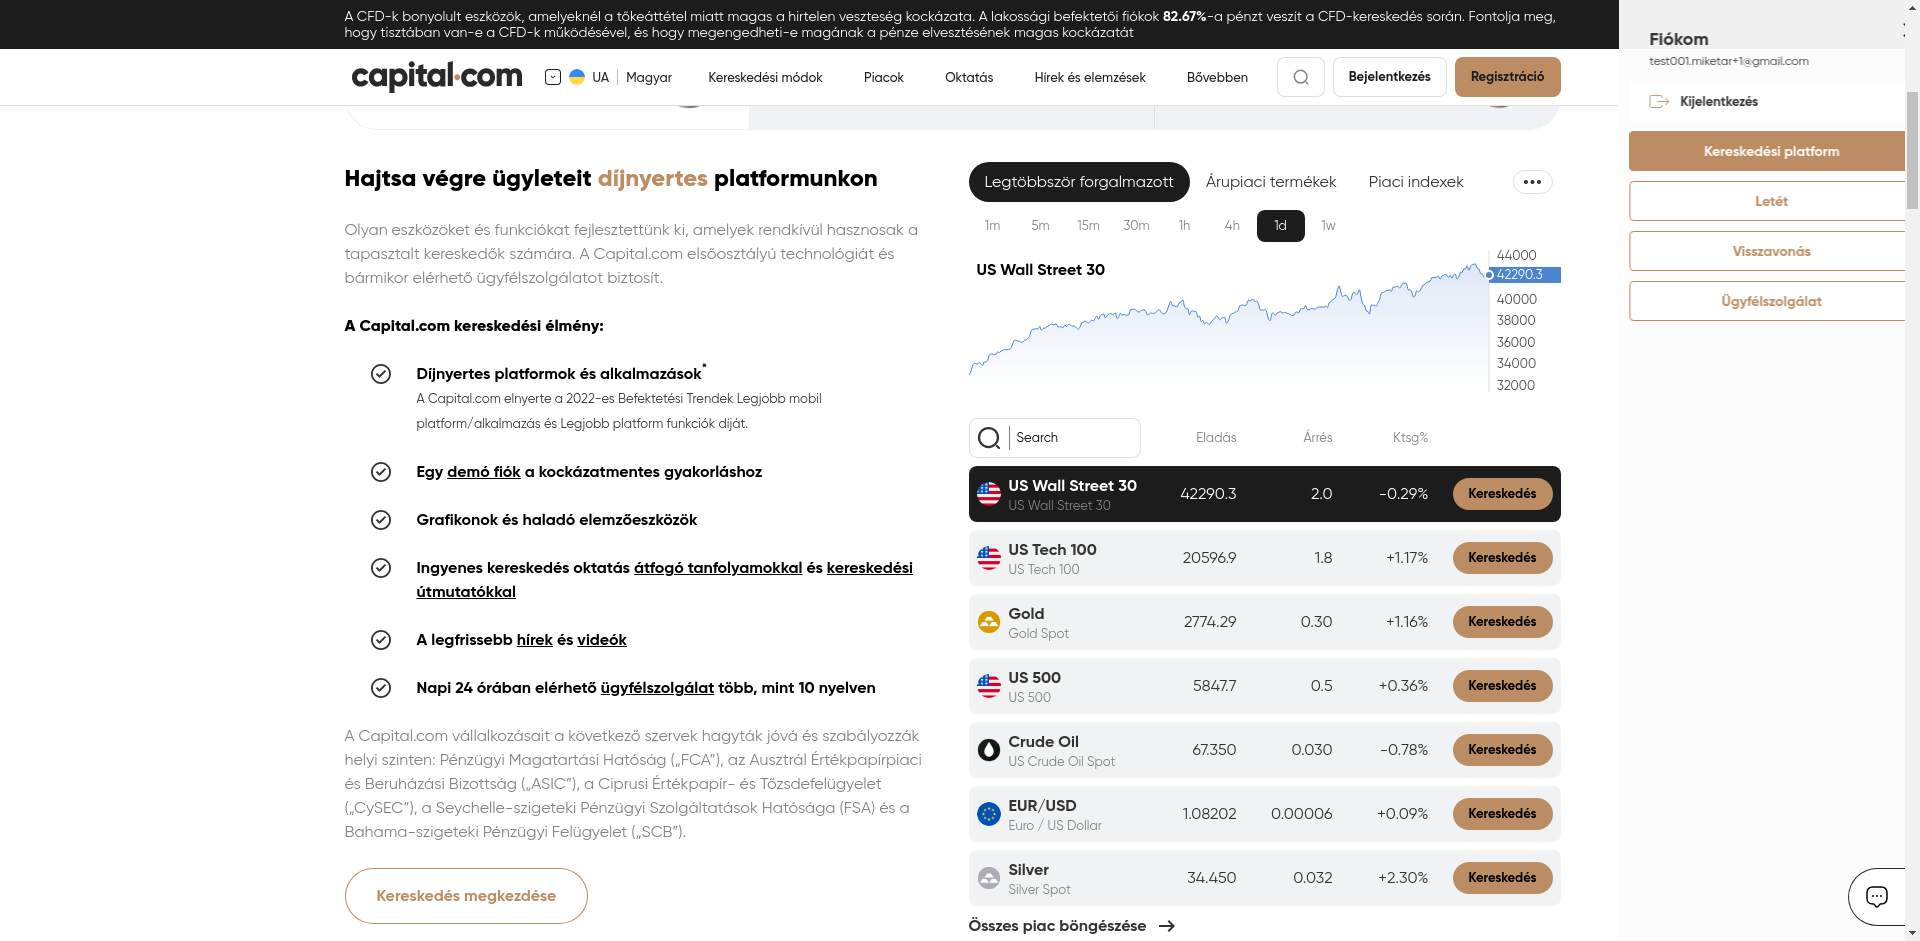 A CFD-k bonyolult eszközök, amelyeknél a tőkeáttétel miatt magas a hirtelen veszteség kockázata. A lakossági befektetői fiókok 82.67%-a pénzt veszít a CFD-kereskedés során. Fontolja meg,
hogy tisztában van-e a CFD-k működésével, és hogy megengedheti-e magának a pénze elvesztésének magas kockázatát
capital.com
UA
Magyar
Kereskedési módok
Piacok
Oktatás
Hírek és elemzések
Bővebben
Bejelentkezés
Regisztráció
Fiókom
test001.miketar+1@gmail.com
Kijelentkezés
Kereskedési platform
Letét
Visszavonás
Ügyfélszolgálat
Hajtsa végre ügyleteit díjnyertes platformunkon
Olyan eszközöket és funkciókat fejlesztettünk ki, amelyek rendkívül hasznosak a
tapasztalt kereskedők számára. A Capital.com elsőosztályú technológiát és
bármikor elérhető ügyfélszolgálatot biztosít.
A Capital.com kereskedési élmény:
Díjnyertes platformok és alkalmazások*
A Capital.com elnyerte a 2022-es Befektetési Trendek Legjobb mobil
platform/alkalmazás és Legjobb platform funkciók díját.
Egy demó fiók a kockázatmentes gyakorláshoz
Grafikonok és haladó elemzőeszközök
Ingyenes kereskedés oktatás átfogó tanfolyamokkal és kereskedési
útmutatókkal
A legfrissebb hírek és videók
Napi 24 órában elérhető ügyfélszolgálat több, mint 10 nyelven
A Capital.com vállalkozásait a következő szervek hagyták jóvá és szabályozzák
helyi szinten: Pénzügyi Magatartási Hatóság („FCA”), az Ausztrál Értékpapírpiaci
és Beruházási Bizottság („ASIC”), a Ciprusi Értékpapír- és Tőzsdefelügyelet
(„CySEC”), a Seychelle-szigeteki Pénzügyi Szolgáltatások Hatósága (FSA) és a
Bahama-szigeteki Pénzügyi Felügyelet („SCB”).
Kereskedés megkezdése
Legtöbbször forgalmazott
Árupiaci termékek
Piaci indexek
1m 5m 15m 30m 1h 4h 1d 1w
US Wall Street 30
44000
42290.3
40000
38000
36000
34000
32000
Search
Eladás Árrés Ktsg%
US Wall Street 30 42290.3 2.0 -0.29% Kereskedés
US Wall Street 30
US Tech 100 20596.9 1.8 +1.17% Kereskedés
US Tech 100
Gold 2774.29 0.30 +1.16% Kereskedés
Gold Spot
US 500 5847.7 0.5 +0.36% Kereskedés
US 500
Crude Oil 67.350 0.030 -0.78% Kereskedés
US Crude Oil Spot
EUR/USD 1.08202 0.00006 +0.09% Kereskedés
Euro / US Dollar
Silver 34.450 0.032 +2.30% Kereskedés
Silver Spot
Összes piac böngészése